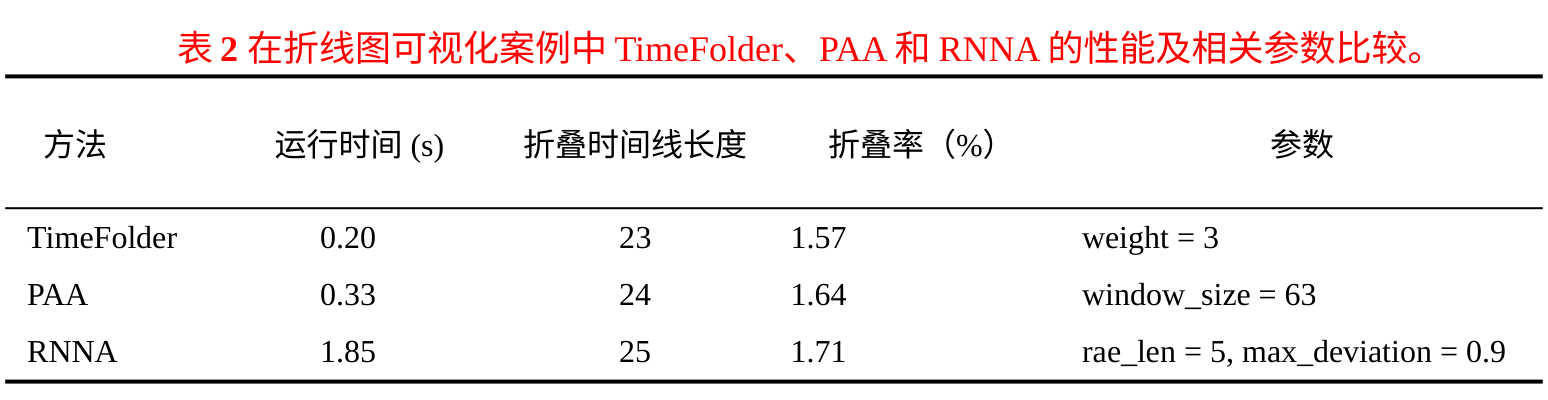 表 2 在折线图可视化案例中 TimeFolder、PAA 和 RNNA 的性能及相关参数比较。
方法 运行时间 (s) 折叠时间线长度 折叠率（%） 参数
TimeFolder 0.20 23 1.57 weight = 3
PAA 0.33 24 1.64 window_size = 63
RNNA 1.85 25 1.71 rae_len = 5, max_deviation = 0.9